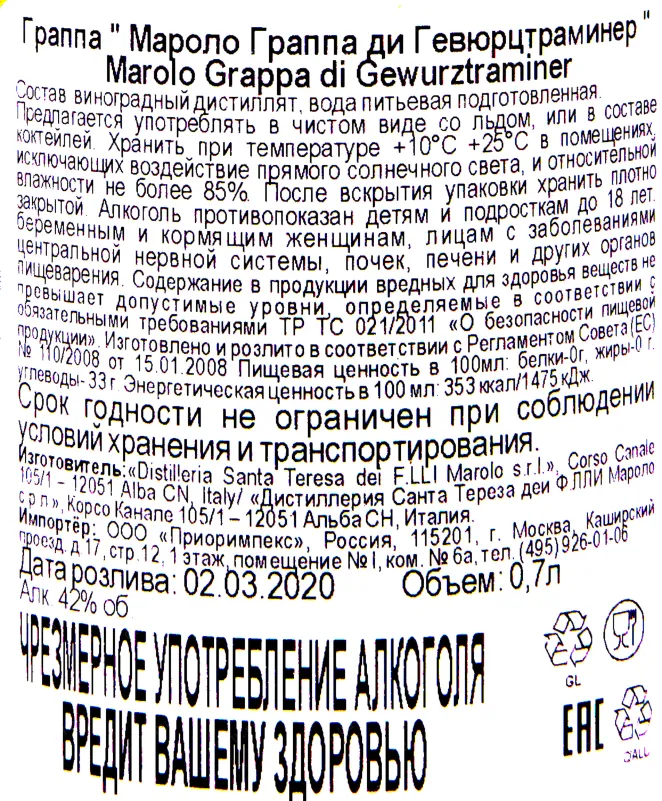 Граппа " Мароло Граппа ди Гевюрцтраминер "
Marolo Grappa di Gewurztraminer
Состав виноградный дистиллят, вода питьевая подготовленная.
Предлагается употреблять в чистом виде со льдом, или в составе
коктейлей. Хранить при температуре +10°С +25°С в помещениях,
исключающих воздействие прямого солнечного света, и относительной
влажности не более 85%. После вскрытия упаковки хранить плотно
закрытой. Алкоголь противопоказан детям и подросткам до 18 лет.
беременным и кормящим женщинам, лицам с заболеваниями
центральной нервной системы, почек, печени и других органов
пищеварения. Содержание в продукции вредных для здоровья веществ не
превышает допустимые уровни, определяемые в соответствии с
обязательными требованиями ТР ТС 021/2011 «О безопасности пищевой
продукции». Изготовлено и розлито в соответствии с Регламентом Совета (ЕС)
№ 110/2008 от 15.01.2008 Пищевая ценность в 100мл: белки-0г, жиры-0 г.
углеводы- 33 г. Энергетическая ценность в 100 мл: 353 ккал/1475 кДж.
Срок годности не ограничен при соблюдении
условий хранения и транспортирования.
Изготовитель: «Distilleria Santa Teresa dei F.LLI Marolo s.r.l.», Corso Canale
105/1 - 12051 Alba CN, Italy/ «Дистиллерия Санта Тереза деи Ф.ЛЛИ Мароло
с р л », Корсо Канале 105/1 – 12051 Альба СН, Италия.
Импортёр: ООО «Приоримпекс», Россия, 115201, г. Москва, Каширский
проезд, д 17, стр. 12, 1 этаж, помещение № I, ком. № 6а, тел. (495) 926-01-06
Дата розлива: 02.03.2020 Объем: 0,7л
Алк. 42% об
ЧРЕЗМЕРНОЕ УПОТРЕБЛЕНИЕ АЛКОГОЛЯ
ВРЕДИТ ВАШЕМУ ЗДОРОВЬЮ
GL
EAC